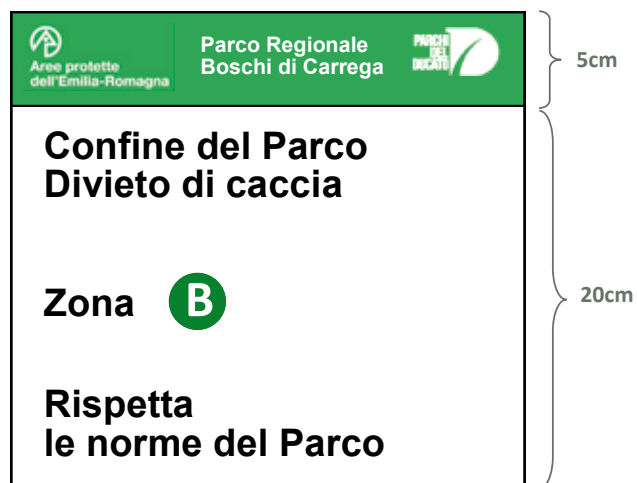 Aree protette
dell'Emilia-Romagna
Parco Regionale
Boschi di Carrega
PARCHI
DEL
DUCATO
5cm
Confine del Parco
Divieto di caccia
Zona B
20cm
Rispetta
le norme del Parco